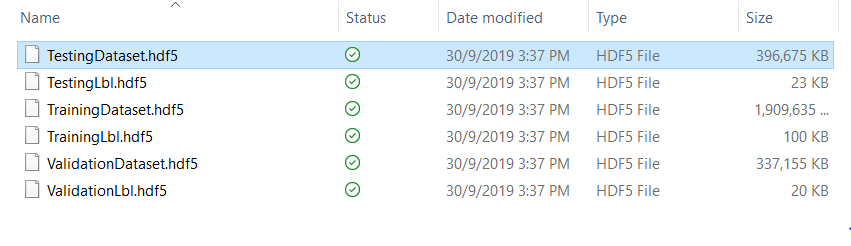 Name Status Date modified Type Size
TestingDataset.hdf5 30/9/2019 3:37 PM HDF5 File 396,675 KB
TestingLbl.hdf5 30/9/2019 3:37 PM HDF5 File 23 KB
TrainingDataset.hdf5 30/9/2019 3:37 PM HDF5 File 1,909,635 ...
TrainingLbl.hdf5 30/9/2019 3:37 PM HDF5 File 100 KB
ValidationDataset.hdf5 30/9/2019 3:37 PM HDF5 File 337,155 KB
ValidationLbl.hdf5 30/9/2019 3:37 PM HDF5 File 20 KB